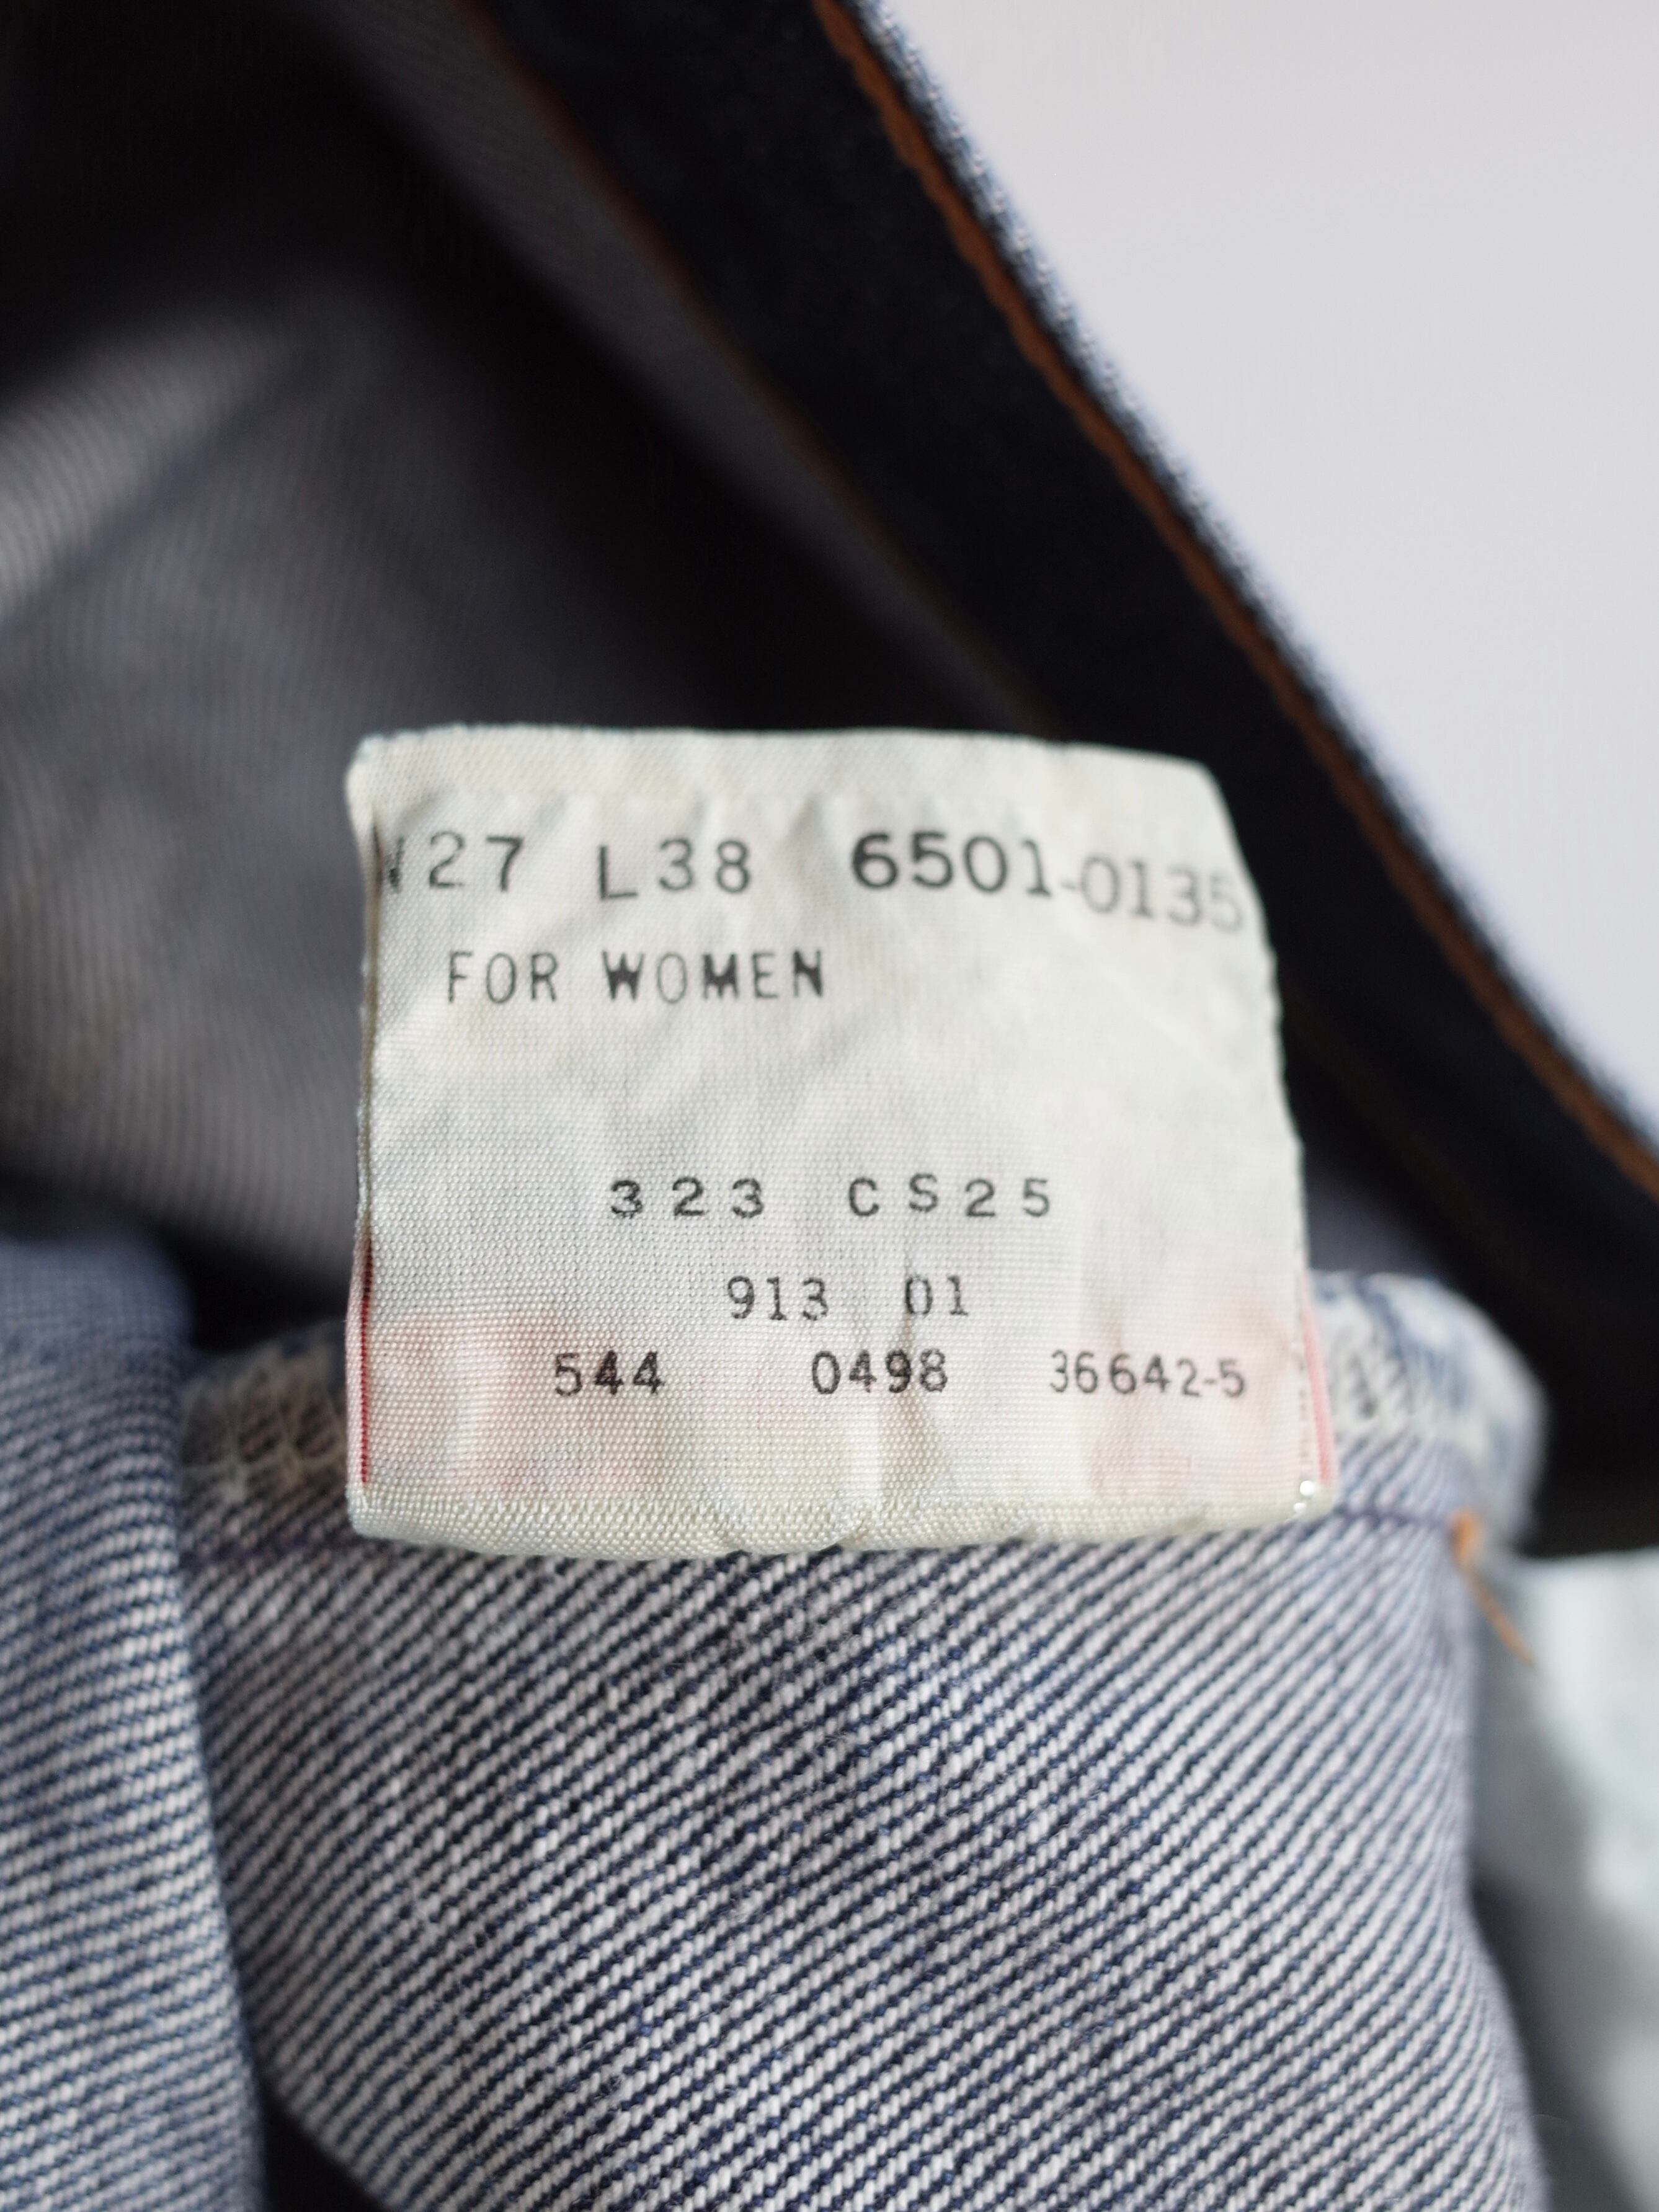 W27 L38 6501-0135
FOR WOMEN
323 CS25
913 01
544 0498 36642-5